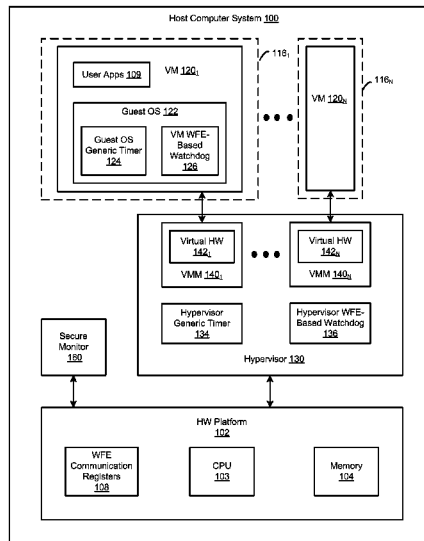 Host Computer System 100
116₁
VM 120₁
User Apps 109
Guest OS 122
Guest OS
Generic Timer
124
VM WFE-
Based
Watchdog
126
116N
VM 120N
Virtual HW
142₁
VMM 140₁
Virtual HW
142N
VMM 140N
Hypervisor
Generic Timer
134
Hypervisor WFE-
Based Watchdog
136
Hypervisor 130
Secure
Monitor
160
HW Platform
102
WFE
Communication
Registers
108
CPU
103
Memory
104